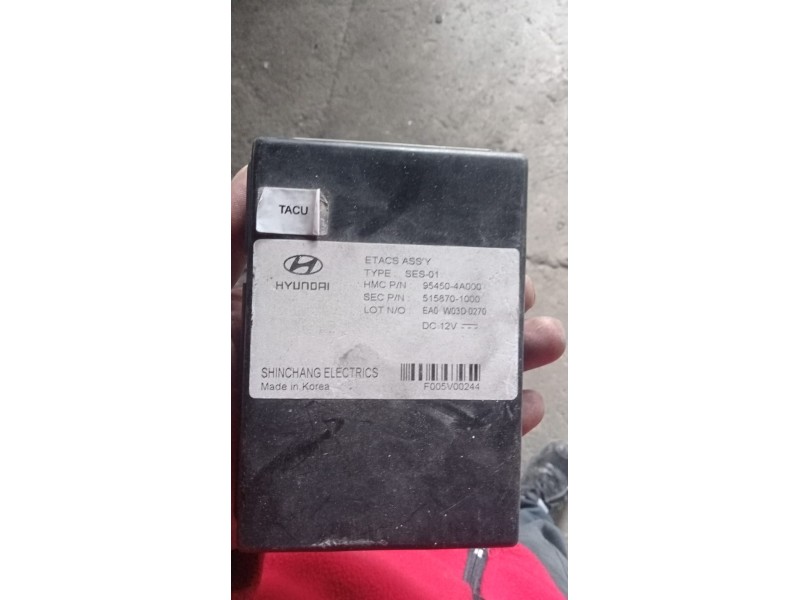 TACU
HYUNDAI
ETACS ASS'Y
TYPE SES-01
HMC P/N 95450-4A000
SEC P/N 515870-1000
LOT N/O EA0 W03D 0270
DC 12V
SHINCHANG ELECTRICS
Made in Korea
F005V00244